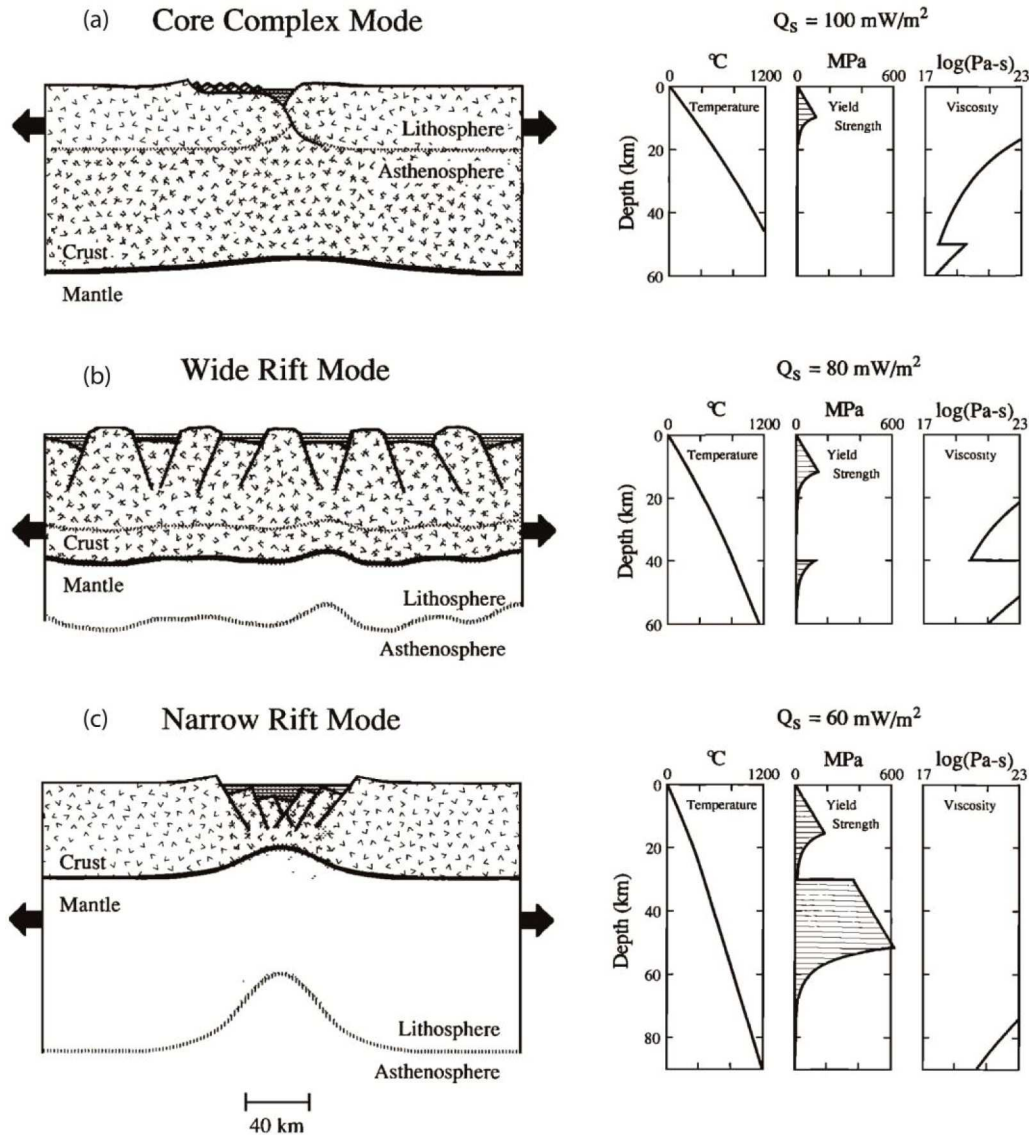 (a) Core Complex Mode
Lithosphere
Asthenosphere
Crust
Mantle
Qs = 100 mW/m²
°C
MPa
log(Pa-s)
0 1200 0 600 17 23
Temperature
Yield
Strength
Viscosity
Depth (km)
0
20
40
60
(b) Wide Rift Mode
Crust
Mantle
Lithosphere
Asthenosphere
Qs = 80 mW/m²
°C
MPa
log(Pa-s)
0 1200 0 600 17 23
Temperature
Yield
Strength
Viscosity
Depth (km)
0
20
40
60
(c) Narrow Rift Mode
Crust
Mantle
Lithosphere
Asthenosphere
40 km
Qs = 60 mW/m²
°C
MPa
log(Pa-s)
0 1200 0 600 17 23
Temperature
Yield
Strength
Viscosity
Depth (km)
0
20
40
60
80